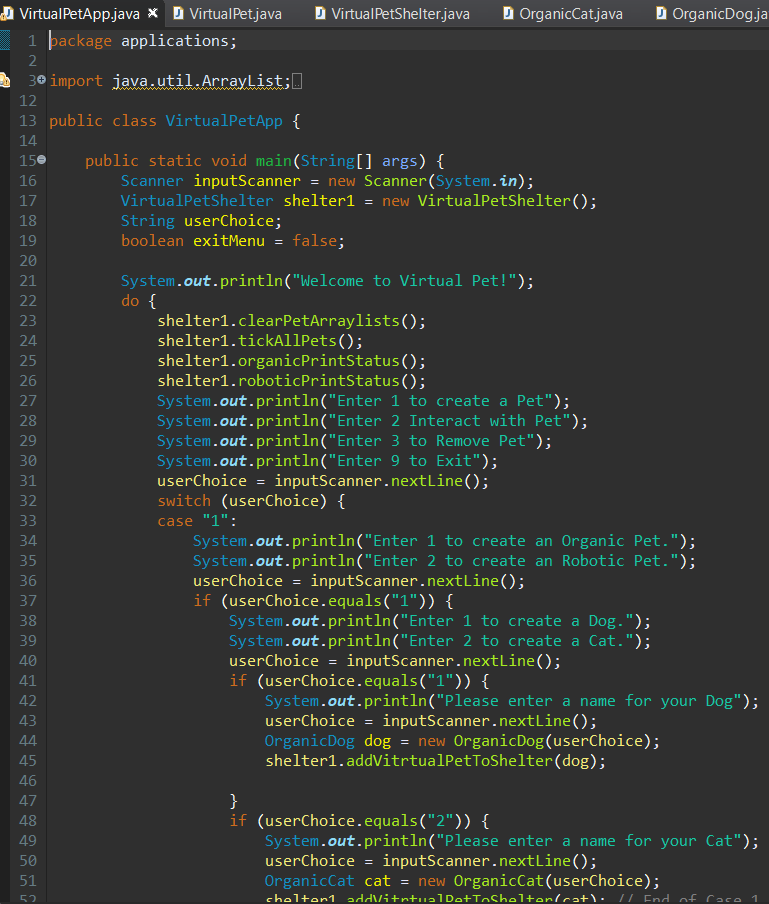 VirtualPetApp.java VirtualPet.java VirtualPetShelter.java OrganicCat.java OrganicDog.ja
1 package applications;
2
3 import java.util.ArrayList;
12
13 public class VirtualPetApp {
14
15 public static void main(String[] args) {
16 Scanner inputScanner = new Scanner(System.in);
17 VirtualPetShelter shelter1 = new VirtualPetShelter();
18 String userChoice;
19 boolean exitMenu = false;
20
21 System.out.println("Welcome to Virtual Pet!");
22 do {
23 shelter1.clearPetArraylists();
24 shelter1.tickAllPets();
25 shelter1.organicPrintStatus();
26 shelter1.roboticPrintStatus();
27 System.out.println("Enter 1 to create a Pet");
28 System.out.println("Enter 2 Interact with Pet");
29 System.out.println("Enter 3 to Remove Pet");
30 System.out.println("Enter 9 to Exit");
31 userChoice = inputScanner.nextLine();
32 switch (userChoice) {
33 case "1":
34 System.out.println("Enter 1 to create an Organic Pet.");
35 System.out.println("Enter 2 to create an Robotic Pet.");
36 userChoice = inputScanner.nextLine();
37 if (userChoice.equals("1")) {
38 System.out.println("Enter 1 to create a Dog.");
39 System.out.println("Enter 2 to create a Cat.");
40 userChoice = inputScanner.nextLine();
41 if (userChoice.equals("1")) {
42 System.out.println("Please enter a name for your Dog");
43 userChoice = inputScanner.nextLine();
44 OrganicDog dog = new OrganicDog(userChoice);
45 shelter1.addVitrtualPetToShelter(dog);
46
47 }
48 if (userChoice.equals("2")) {
49 System.out.println("Please enter a name for your Cat");
50 userChoice = inputScanner.nextLine();
51 OrganicCat cat = new OrganicCat(userChoice);
52 shelter1.addVitrtualPetToShelter(cat); // End of Case 1